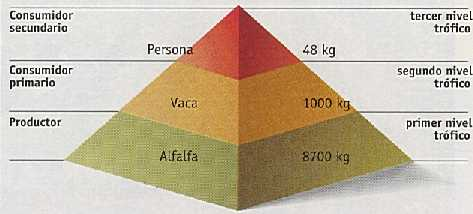 Consumidor
secundario
tercer nivel
trófico
Persona
48 kg
Consumidor
primario
segundo nivel
trófico
Vaca
1000 kg
Productor
primer nivel
trófico
Alfalfa
8700 kg